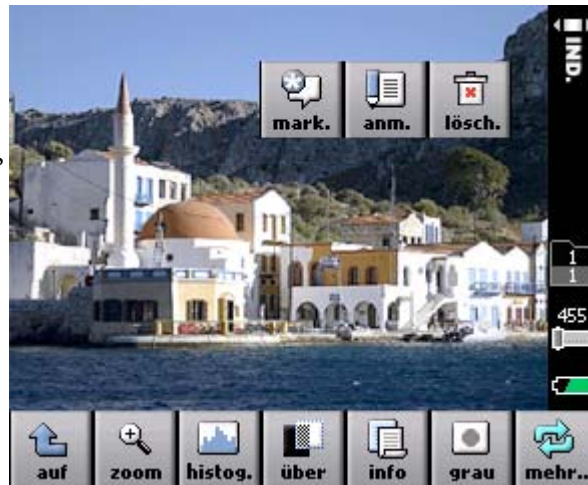 IND.
mark. anm. lösch.
1
1
455
auf zoom histog. über info grau mehr..